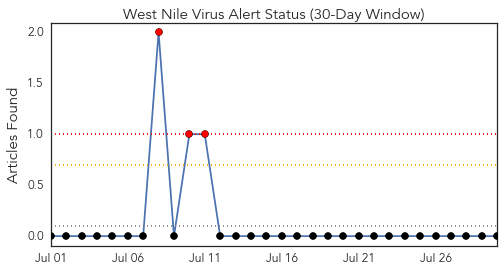 West Nile Virus Alert Status (30-Day Window)
Articles Found
2.0
1.5
1.0
0.5
0.0
Jul 01 Jul 06 Jul 11 Jul 16 Jul 21 Jul 26